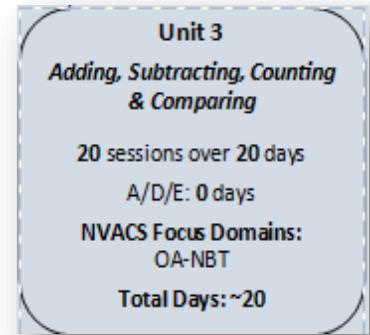 Unit 3
Adding, Subtracting, Counting
& Comparing
20 sessions over 20 days
A/D/E: 0 days
NVACS Focus Domains:
OA-NBT
Total Days: ~20